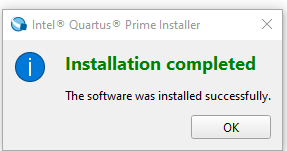 Intel® Quartus® Prime Installer
Installation completed
The software was installed successfully.
OK